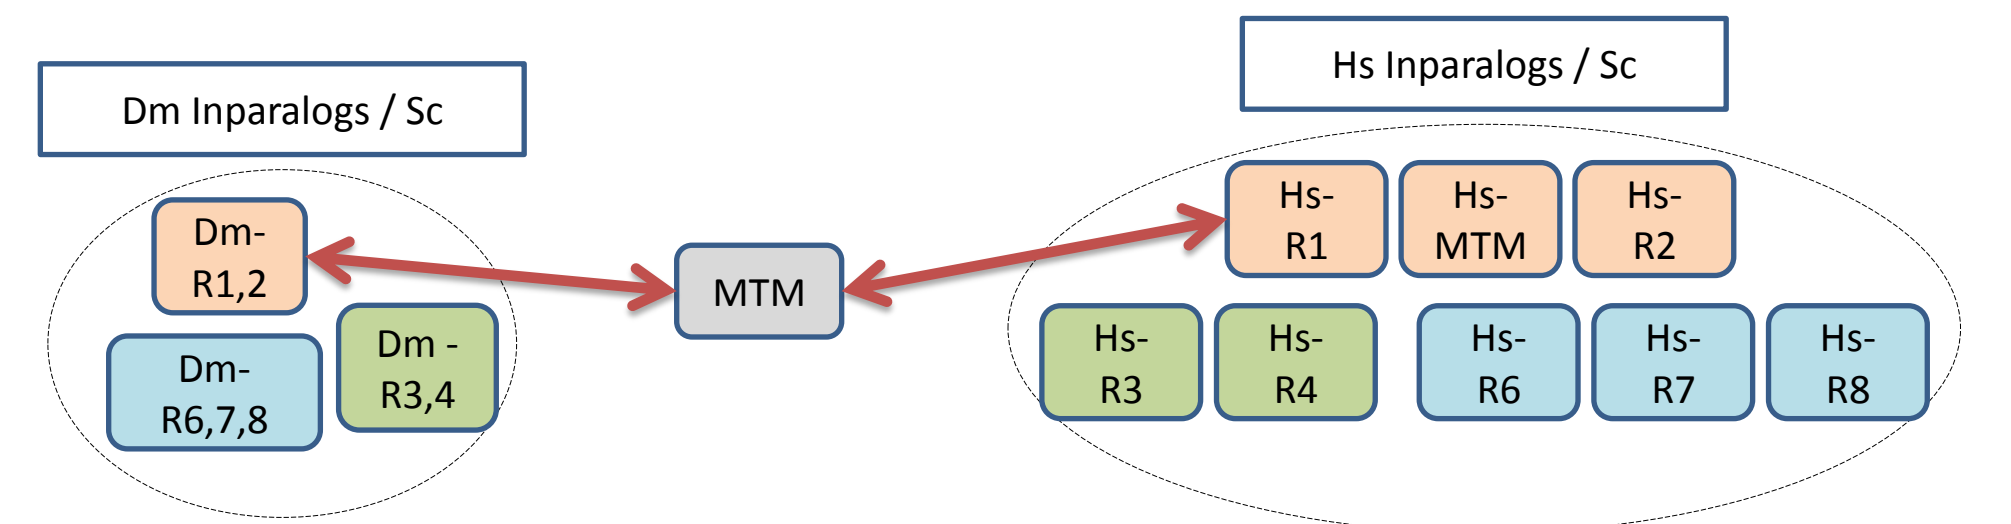 Hs Inparalogs / Sc
Dm Inparalogs / Sc
Dm-
R1,2
Dm -
R3,4
Dm-
R6,7,8
MTM
Hs-
R1
Hs-
MTM
Hs-
R2
Hs-
R3
Hs-
R4
Hs-
R6
Hs-
R7
Hs-
R8